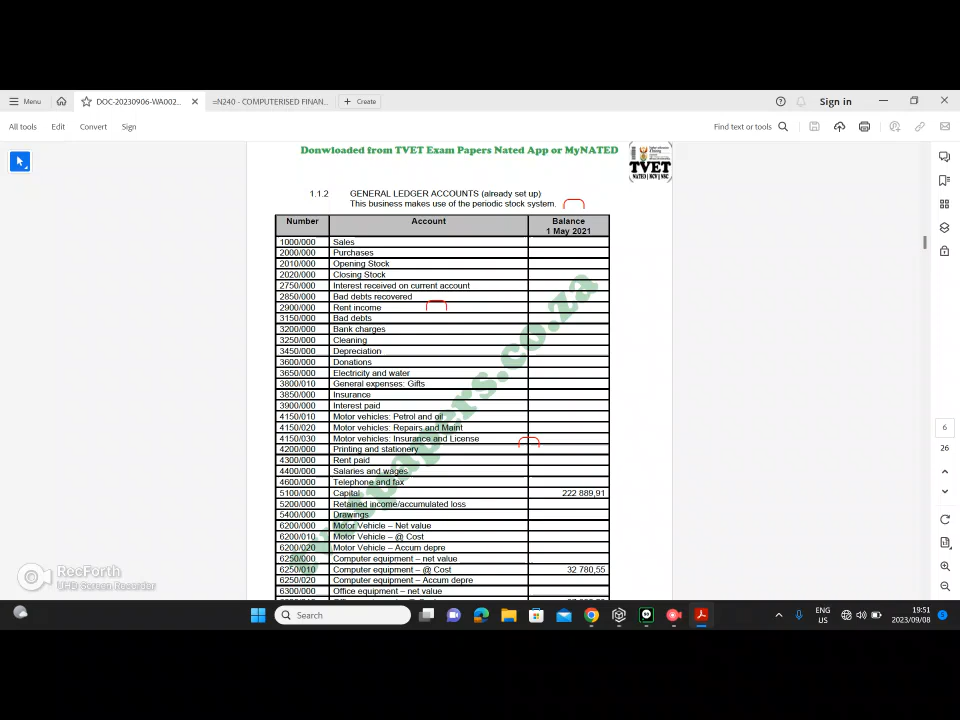 Menu
DOC-20230906-WA002...
=N240 - COMPUTERISED FINAN...
+ Create
Sign in
All tools Edit Convert Sign
Find text or tools
Donwloaded from TVET Exam Papers Nated App or MyNATED
TVET
NATED | NCV | NSC
1.1.2 GENERAL LEDGER ACCOUNTS (already set up)
This business makes use of the periodic stock system.
Number Account Balance
1 May 2021
1000/000 Sales
2000/000 Purchases
2010/000 Opening Stock
2020/000 Closing Stock
2750/000 Interest received on current account
2850/000 Bad debts recovered
2900/000 Rent income
3150/000 Bad debts
3200/000 Bank charges
3250/000 Cleaning
3450/000 Depreciation
3600/000 Donations
3650/000 Electricity and water
3800/010 General expenses: Gifts
3850/000 Insurance
3900/000 Interest paid
4150/010 Motor vehicles: Petrol and oil
4150/020 Motor vehicles: Repairs and Maint
4150/030 Motor vehicles: Insurance and License
4200/000 Printing and stationery
4300/000 Rent paid
4400/000 Salaries and wages
4600/000 Telephone and fax
5100/000 Capital 222 889,91
5200/000 Retained income/accumulated loss
5400/000 Drawings
6200/000 Motor Vehicle – Net value
6200/010 Motor Vehicle – @ Cost
6200/020 Motor Vehicle – Accum depre
6250/000 Computer equipment – net value
6250/010 Computer equipment – @ Cost 32 780,55
6250/020 Computer equipment – Accum depre
6300/000 Office equipment – net value
6
26
RecForth
UHD Screen Recorder
Search
ENG
US
19:51
2023/09/08